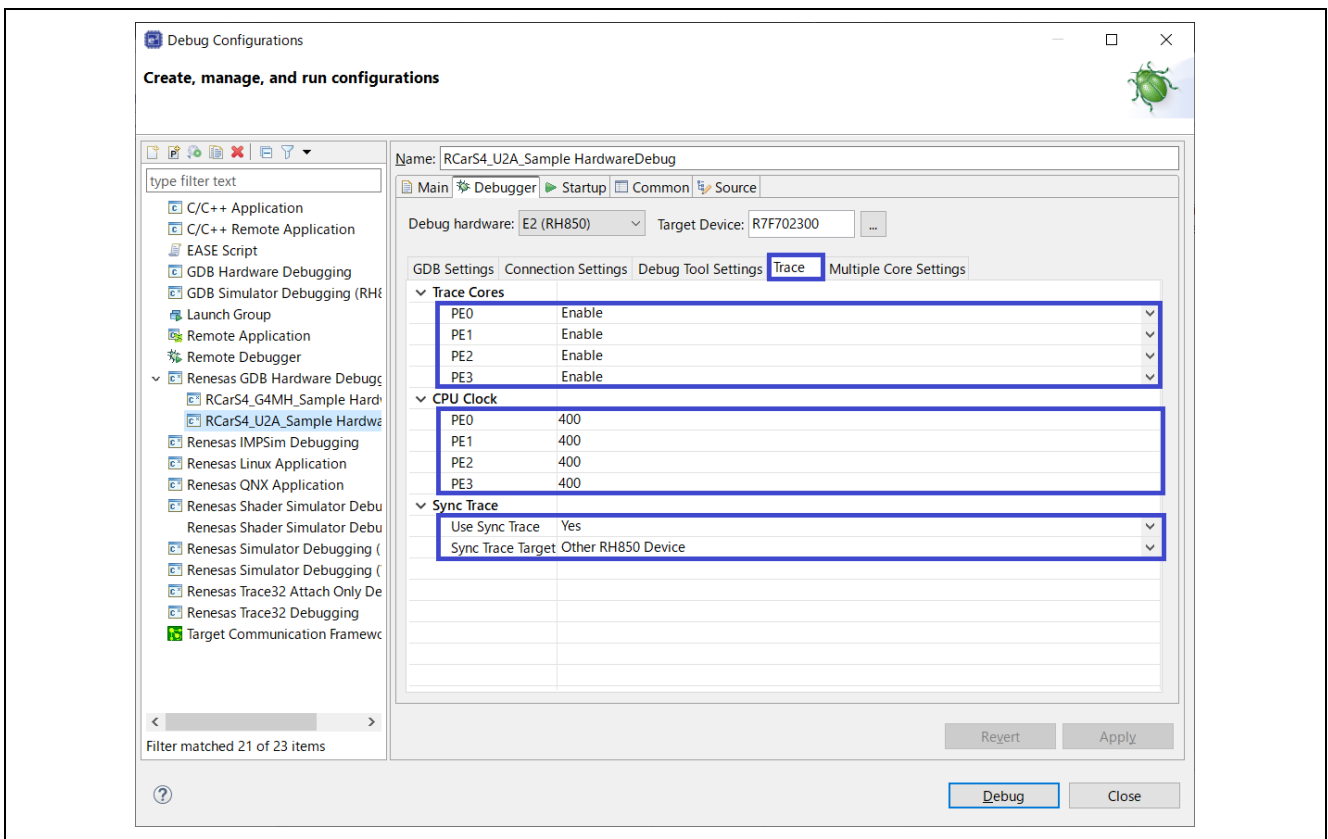 Debug Configurations
Create, manage, and run configurations
type filter text
C/C++ Application
C/C++ Remote Application
EASE Script
GDB Hardware Debugging
GDB Simulator Debugging (RH8
Launch Group
Remote Application
Remote Debugger
Renesas GDB Hardware Debugg
RCarS4_G4MH_Sample Hardw
RCarS4_U2A_Sample Hardwa
Renesas IMPSim Debugging
Renesas Linux Application
Renesas QNX Application
Renesas Shader Simulator Debu
Renesas Shader Simulator Debu
Renesas Simulator Debugging (
Renesas Simulator Debugging (
Renesas Trace32 Attach Only De
Renesas Trace32 Debugging
Target Communication Framewo
Filter matched 21 of 23 items
Name: RCarS4_U2A_Sample HardwareDebug
Main Debugger Startup Common Source
Debug hardware: E2 (RH850) Target Device: R7F702300 ...
GDB Settings Connection Settings Debug Tool Settings Trace Multiple Core Settings
Trace Cores
PE0 Enable
PE1 Enable
PE2 Enable
PE3 Enable
CPU Clock
PE0 400
PE1 400
PE2 400
PE3 400
Sync Trace
Use Sync Trace Yes
Sync Trace Target Other RH850 Device
Revert Apply
Debug Close